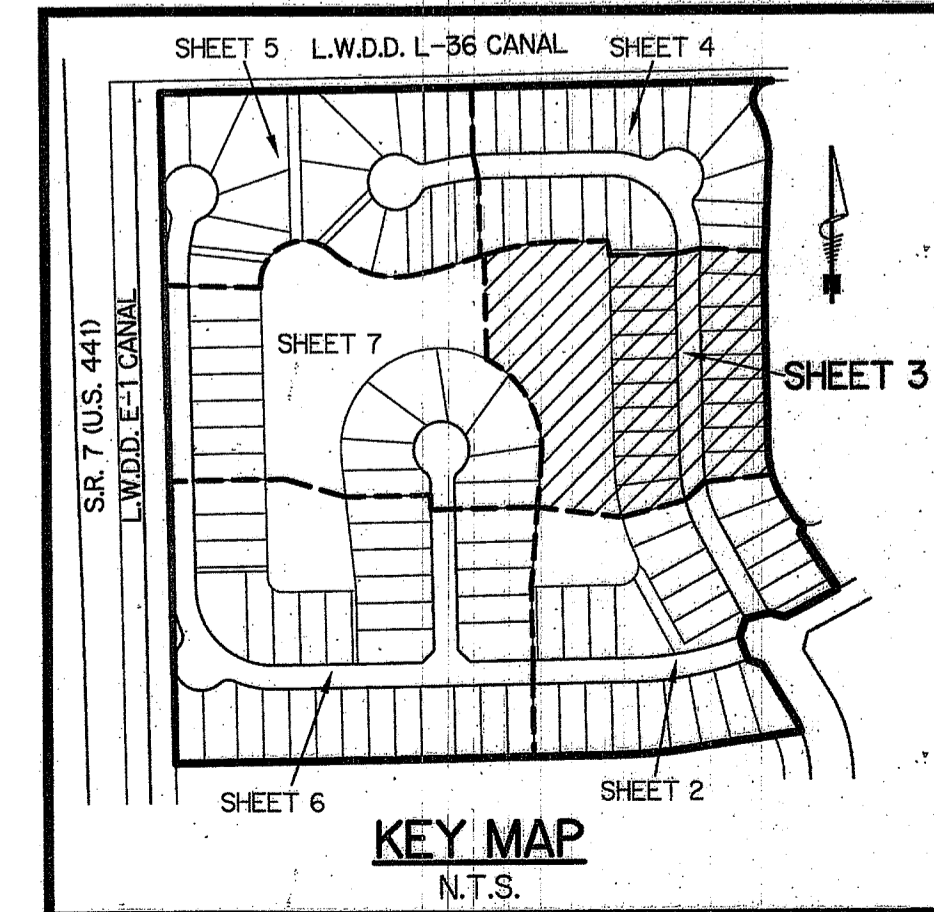 SHEET 5 L.W.D.D. L-36 CANAL SHEET 4
S.R. 7 (U.S. 441)
L.W.D.D. E-1 CANAL
SHEET 7
SHEET 3
SHEET 6
SHEET 2
KEY MAP
N.T.S.